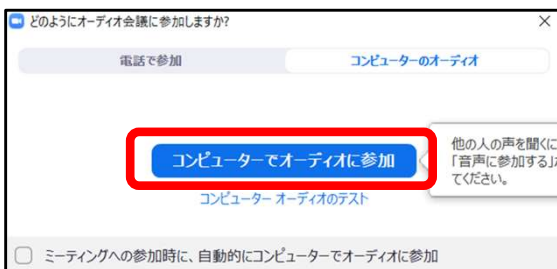 どのようにオーディオ会議に参加しますか?
電話で参加
コンピューターのオーディオ
コンピューターでオーディオに参加
他の人の声を聞くに
「音声に参加する」
てください。
コンピューター オーディオのテスト
ミーティングへの参加時に、自動的にコンピューターでオーディオに参加